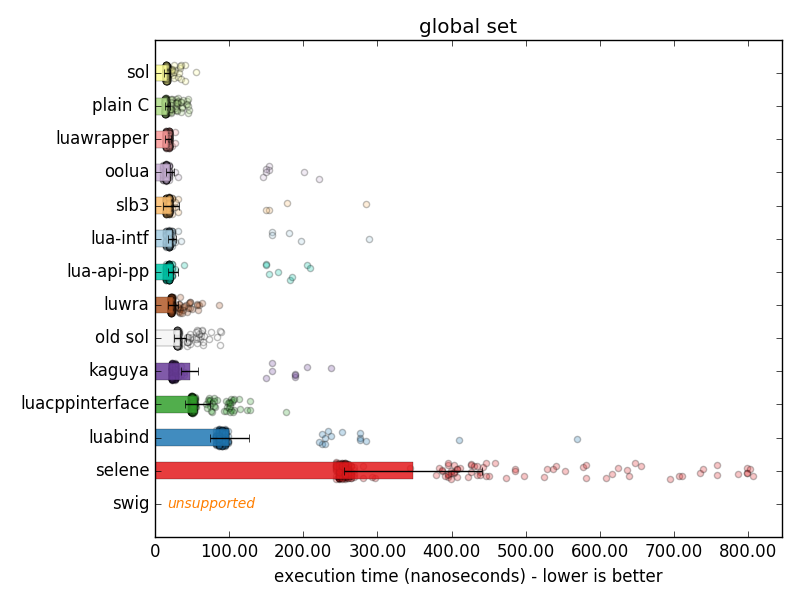 global set
sol
plain C
luawrapper
oolua
slb3
lua-intf
lua-api-pp
luwra
old sol
kaguya
luacppinterface
luabind
selene
swig unsupported
0 100.00 200.00 300.00 400.00 500.00 600.00 700.00 800.00
execution time (nanoseconds) - lower is better